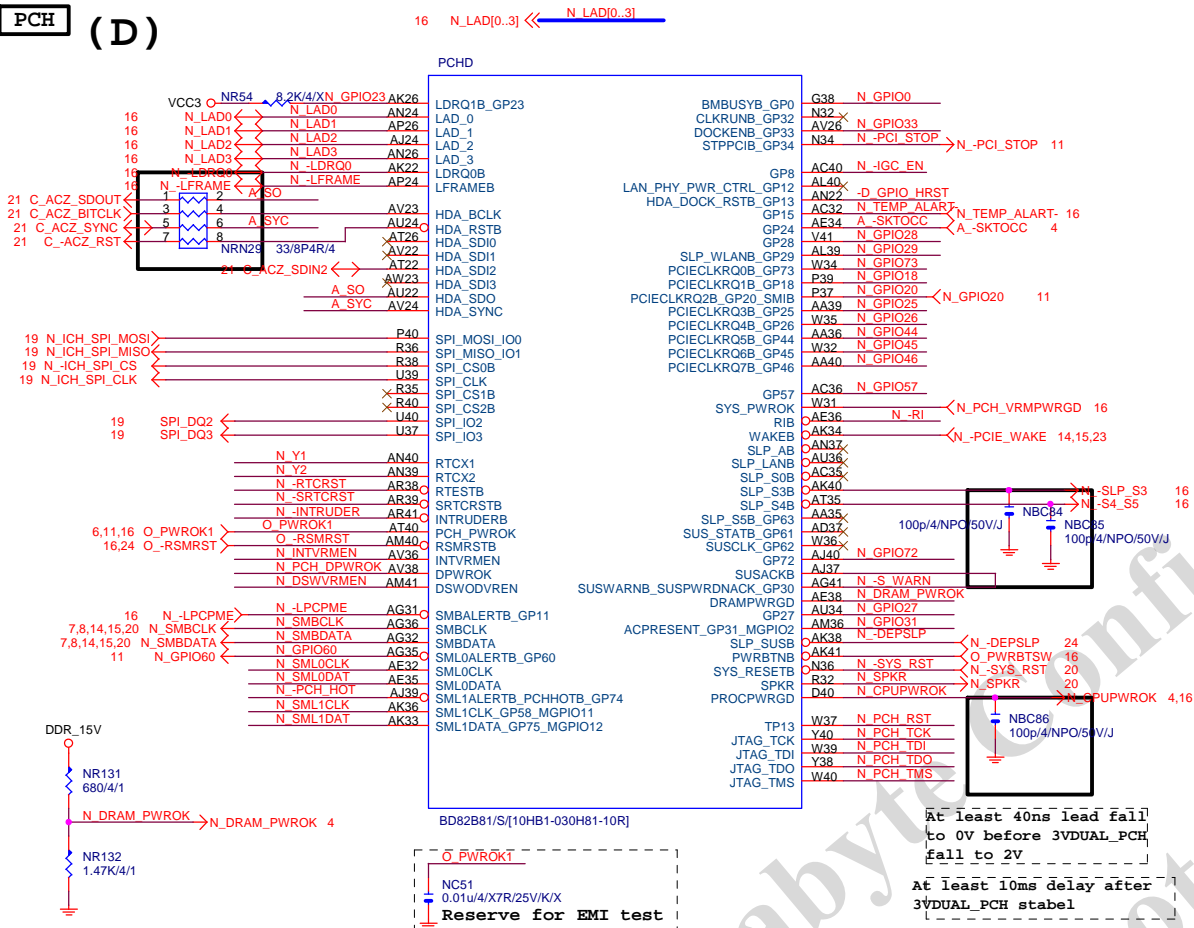 PCH
(D)
16 N_LAD[0..3] N_LAD[0..3]
PCHD
VCC3 NR54 8.2K/4/X N_GPIO23 AK26 LDRQ1B_GP23
16 N_LAD0 N_LAD0 AN24 LAD_0
16 N_LAD1 N_LAD1 AP26 LAD_1
16 N_LAD2 N_LAD2 AJ24 LAD_2
16 N_LAD3 N_LAD3 AN26 LAD_3
16 N_-LDRQ0 N_-LDRQ0 AK22 LDRQ0B
16 N_-LFRAME N_-LFRAME AP24 LFRAMEB
21 C_ACZ_SDOUT 1 2 A_SO
21 C_ACZ_BITCLK 3 4 AV23 HDA_BCLK
21 C_ACZ_SYNC 5 6 A_SYC AU24 HDA_RSTB
21 C_-ACZ_RST 7 8 AT26 HDA_SDI0
NRN29 33/8P4R/4 AV22 HDA_SDI1
21 C_ACZ_SDIN2 AT22 HDA_SDI2
AW23 HDA_SDI3
A_SO AU22 HDA_SDO
A_SYC AV24 HDA_SYNC
19 N_ICH_SPI_MOSI P40 SPI_MOSI_IO0
19 N_ICH_SPI_MISO R36 SPI_MISO_IO1
19 N_-ICH_SPI_CS R38 SPI_CS0B
19 N_ICH_SPI_CLK U39 SPI_CLK
R35 SPI_CS1B
R40 SPI_CS2B
19 SPI_DQ2 U40 SPI_IO2
19 SPI_DQ3 U37 SPI_IO3
N_Y1 AN40 RTCX1
N_Y2 AN39 RTCX2
N_-RTCRST AR38 RTESTB
N_-SRTCRST AR39 SRTCRSTB
N_-INTRUDER AR41 INTRUDERB
6,11,16 O_PWROK1 O_PWROK1 AT40 PCH_PWROK
16,24 O_-RSMRST O_-RSMRST AM40 RSMRSTB
N_INTVRMEN AV36 INTVRMEN
N_PCH_DPWROK AV38 DPWROK
N_DSWVRMEN AM41 DSWODVREN
16 N_-LPCPME N_-LPCPME AG31 SMBALERTB_GP11
7,8,14,15,20 N_SMBCLK N_SMBCLK AG36 SMBCLK
7,8,14,15,20 N_SMBDATA N_SMBDATA AG32 SMBDATA
11 N_GPIO60 N_GPIO60 AG35 SML0ALERTB_GP60
N_SML0CLK AE32 SML0CLK
N_SML0DAT AE35 SML0DATA
N_-PCH_HOT AJ39 SML1ALERTB_PCHHOTB_GP74
N_SML1CLK AK36 SML1CLK_GP58_MGPIO11
N_SML1DAT AK33 SML1DATA_GP75_MGPIO12
BMBUSYB_GP0 G38 N_GPIO0
CLKRUNB_GP32 N32
DOCKENB_GP33 AV26 N_GPIO33
STPPCIB_GP34 N34 N_-PCI_STOP N_-PCI_STOP 11
GP8 AC40 N_-IGC_EN
LAN_PHY_PWR_CTRL_GP12 AL40
HDA_DOCK_RSTB_GP13 AN22 -D_GPIO_HRST
GP15 AC32 N_TEMP_ALART- N_TEMP_ALART- 16
GP24 AE34 A_-SKTOCC A_-SKTOCC 4
GP28 V41 N_GPIO28
SLP_WLANB_GP29 AL39 N_GPIO29
PCIECLKRQ0B_GP73 W34 N_GPIO73
PCIECLKRQ1B_GP18 P39 N_GPIO18
PCIECLKRQ2B_GP20_SMIB P37 N_GPIO20 N_GPIO20 11
PCIECLKRQ3B_GP25 AA39 N_GPIO25
PCIECLKRQ4B_GP26 W35 N_GPIO26
PCIECLKRQ5B_GP44 AA36 N_GPIO44
PCIECLKRQ6B_GP45 W32 N_GPIO45
PCIECLKRQ7B_GP46 AA40 N_GPIO46
GP57 AC36 N_GPIO57
SYS_PWROK W31 N_PCH_VRMPWRGD 16
RIB AE36 N_-RI
WAKEB AK34 N_-PCIE_WAKE 14,15,23
SLP_AB AN37
SLP_LANB AU36
SLP_S0B AC35
SLP_S3B AK40 N_-SLP_S3 16
SLP_S4B AT35 N_-S4_S5 16
SLP_S5B_GP63 AA35
SUS_STATB_GP61 AD37
SUSCLK_GP62 W36
GP72 AJ40 N_GPIO72
SUSACKB AJ37
SUSWARNB_SUSPWRDNACK_GP30 AG41 N_-S_WARN
DRAMPWRGD AE38 N_DRAM_PWROK
GP27 AU34 N_GPIO27
ACPRESENT_GP31_MGPIO2 AM36 N_GPIO31
SLP_SUSB AK38 N_-DEPSLP N_-DEPSLP 24
PWRBTNB AK41 O_PWRBTSW 16
SYS_RESETB N36 N_-SYS_RST N_-SYS_RST 20
SPKR R32 N_SPKR N_SPKR 20
PROCPWRGD D40 N_CPUPWROK N_CPUPWROK 4,16
TP13 W37 N_PCH_RST
JTAG_TCK Y40 N_PCH_TCK
JTAG_TDI W39 N_PCH_TDI
JTAG_TDO Y38 N_PCH_TDO
JTAG_TMS W40 N_PCH_TMS
NBC84
100p/4/NPO/50V/J
NBC85
100p/4/NPO/50V/J
NBC86
100p/4/NPO/50V/J
BD82B81/S/[10HB1-030H81-10R]
DDR_15V
NR131
680/4/1
N_DRAM_PWROK N_DRAM_PWROK 4
NR132
1.47K/4/1
O_PWROK1
NC51
0.01u/4/X7R/25V/K/X
Reserve for EMI test
At least 40ns lead fall
to 0V before 3VDUAL_PCH
fall to 2V
At least 10ms delay after
3VDUAL_PCH stabel